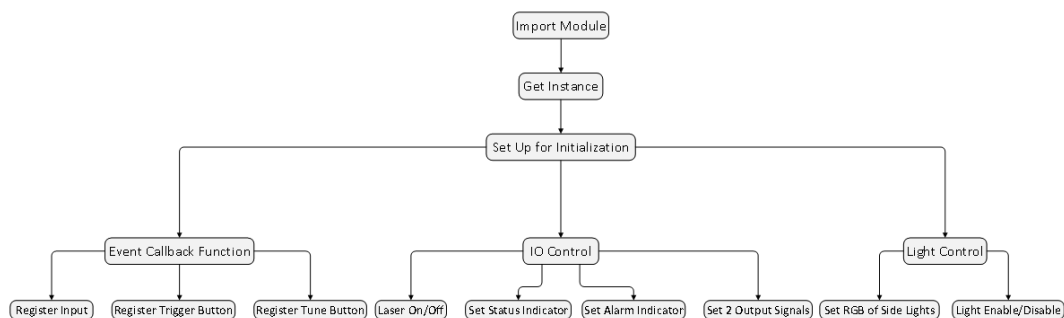 Import Module
Get Instance
Set Up for Initialization
Event Callback Function
IO Control
Light Control
Register Input
Register Trigger Button
Register Tune Button
Laser On/Off
Set Status Indicator
Set Alarm Indicator
Set 2 Output Signals
Set RGB of Side Lights
Light Enable/Disable